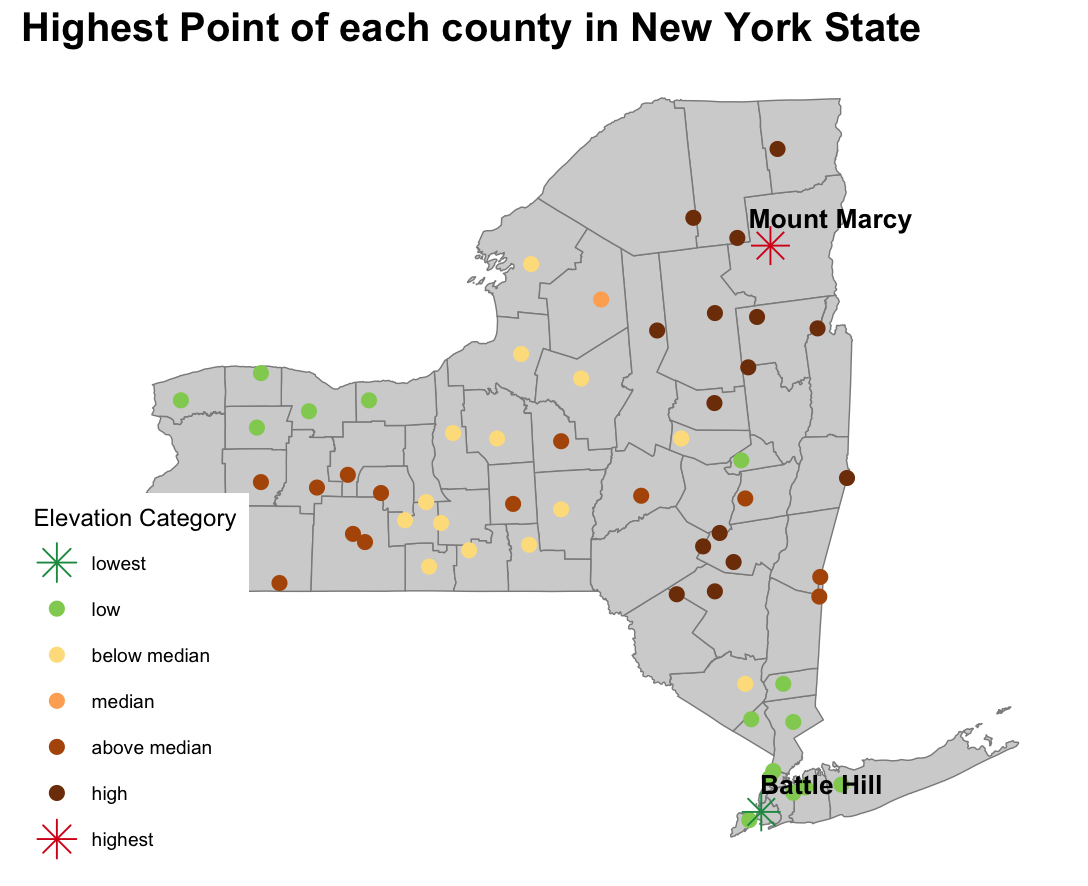 Highest Point of each county in New York State
Mount Marcy
Elevation Category
lowest
low
below median
median
above median
high
highest
Battle Hill